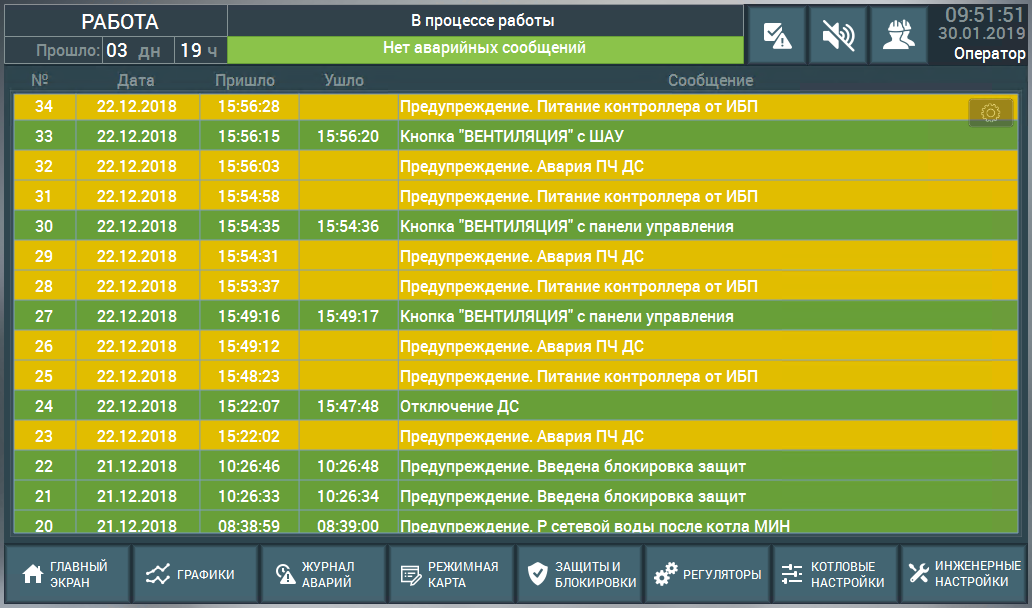 РАБОТА
Прошло: 03 дн 19 ч
В процессе работы
Нет аварийных сообщений
09:51:51
30.01.2019
Оператор
№ Дата Пришло Ушло Сообщение
34 22.12.2018 15:56:28 Предупреждение. Питание контроллера от ИБП
33 22.12.2018 15:56:15 15:56:20 Кнопка "ВЕНТИЛЯЦИЯ" с ШАУ
32 22.12.2018 15:56:03 Предупреждение. Авария ПЧ ДС
31 22.12.2018 15:54:58 Предупреждение. Питание контроллера от ИБП
30 22.12.2018 15:54:35 15:54:36 Кнопка "ВЕНТИЛЯЦИЯ" с панели управления
29 22.12.2018 15:54:31 Предупреждение. Авария ПЧ ДС
28 22.12.2018 15:53:37 Предупреждение. Питание контроллера от ИБП
27 22.12.2018 15:49:16 15:49:17 Кнопка "ВЕНТИЛЯЦИЯ" с панели управления
26 22.12.2018 15:49:12 Предупреждение. Авария ПЧ ДС
25 22.12.2018 15:48:23 Предупреждение. Питание контроллера от ИБП
24 22.12.2018 15:22:07 15:47:48 Отключение ДС
23 22.12.2018 15:22:02 Предупреждение. Авария ПЧ ДС
22 21.12.2018 10:26:46 10:26:48 Предупреждение. Введена блокировка защит
21 21.12.2018 10:26:33 10:26:34 Предупреждение. Введена блокировка защит
20 21.12.2018 08:38:59 08:39:00 Предупреждение. Р сетевой воды после котла МИН
ГЛАВНЫЙ
ЭКРАН
ГРАФИКИ
ЖУРНАЛ
АВАРИЙ
РЕЖИМНАЯ
КАРТА
ЗАЩИТЫ И
БЛОКИРОВКИ
РЕГУЛЯТОРЫ
КОТЛОВЫЕ
НАСТРОЙКИ
ИНЖЕНЕРНЫЕ
НАСТРОЙКИ